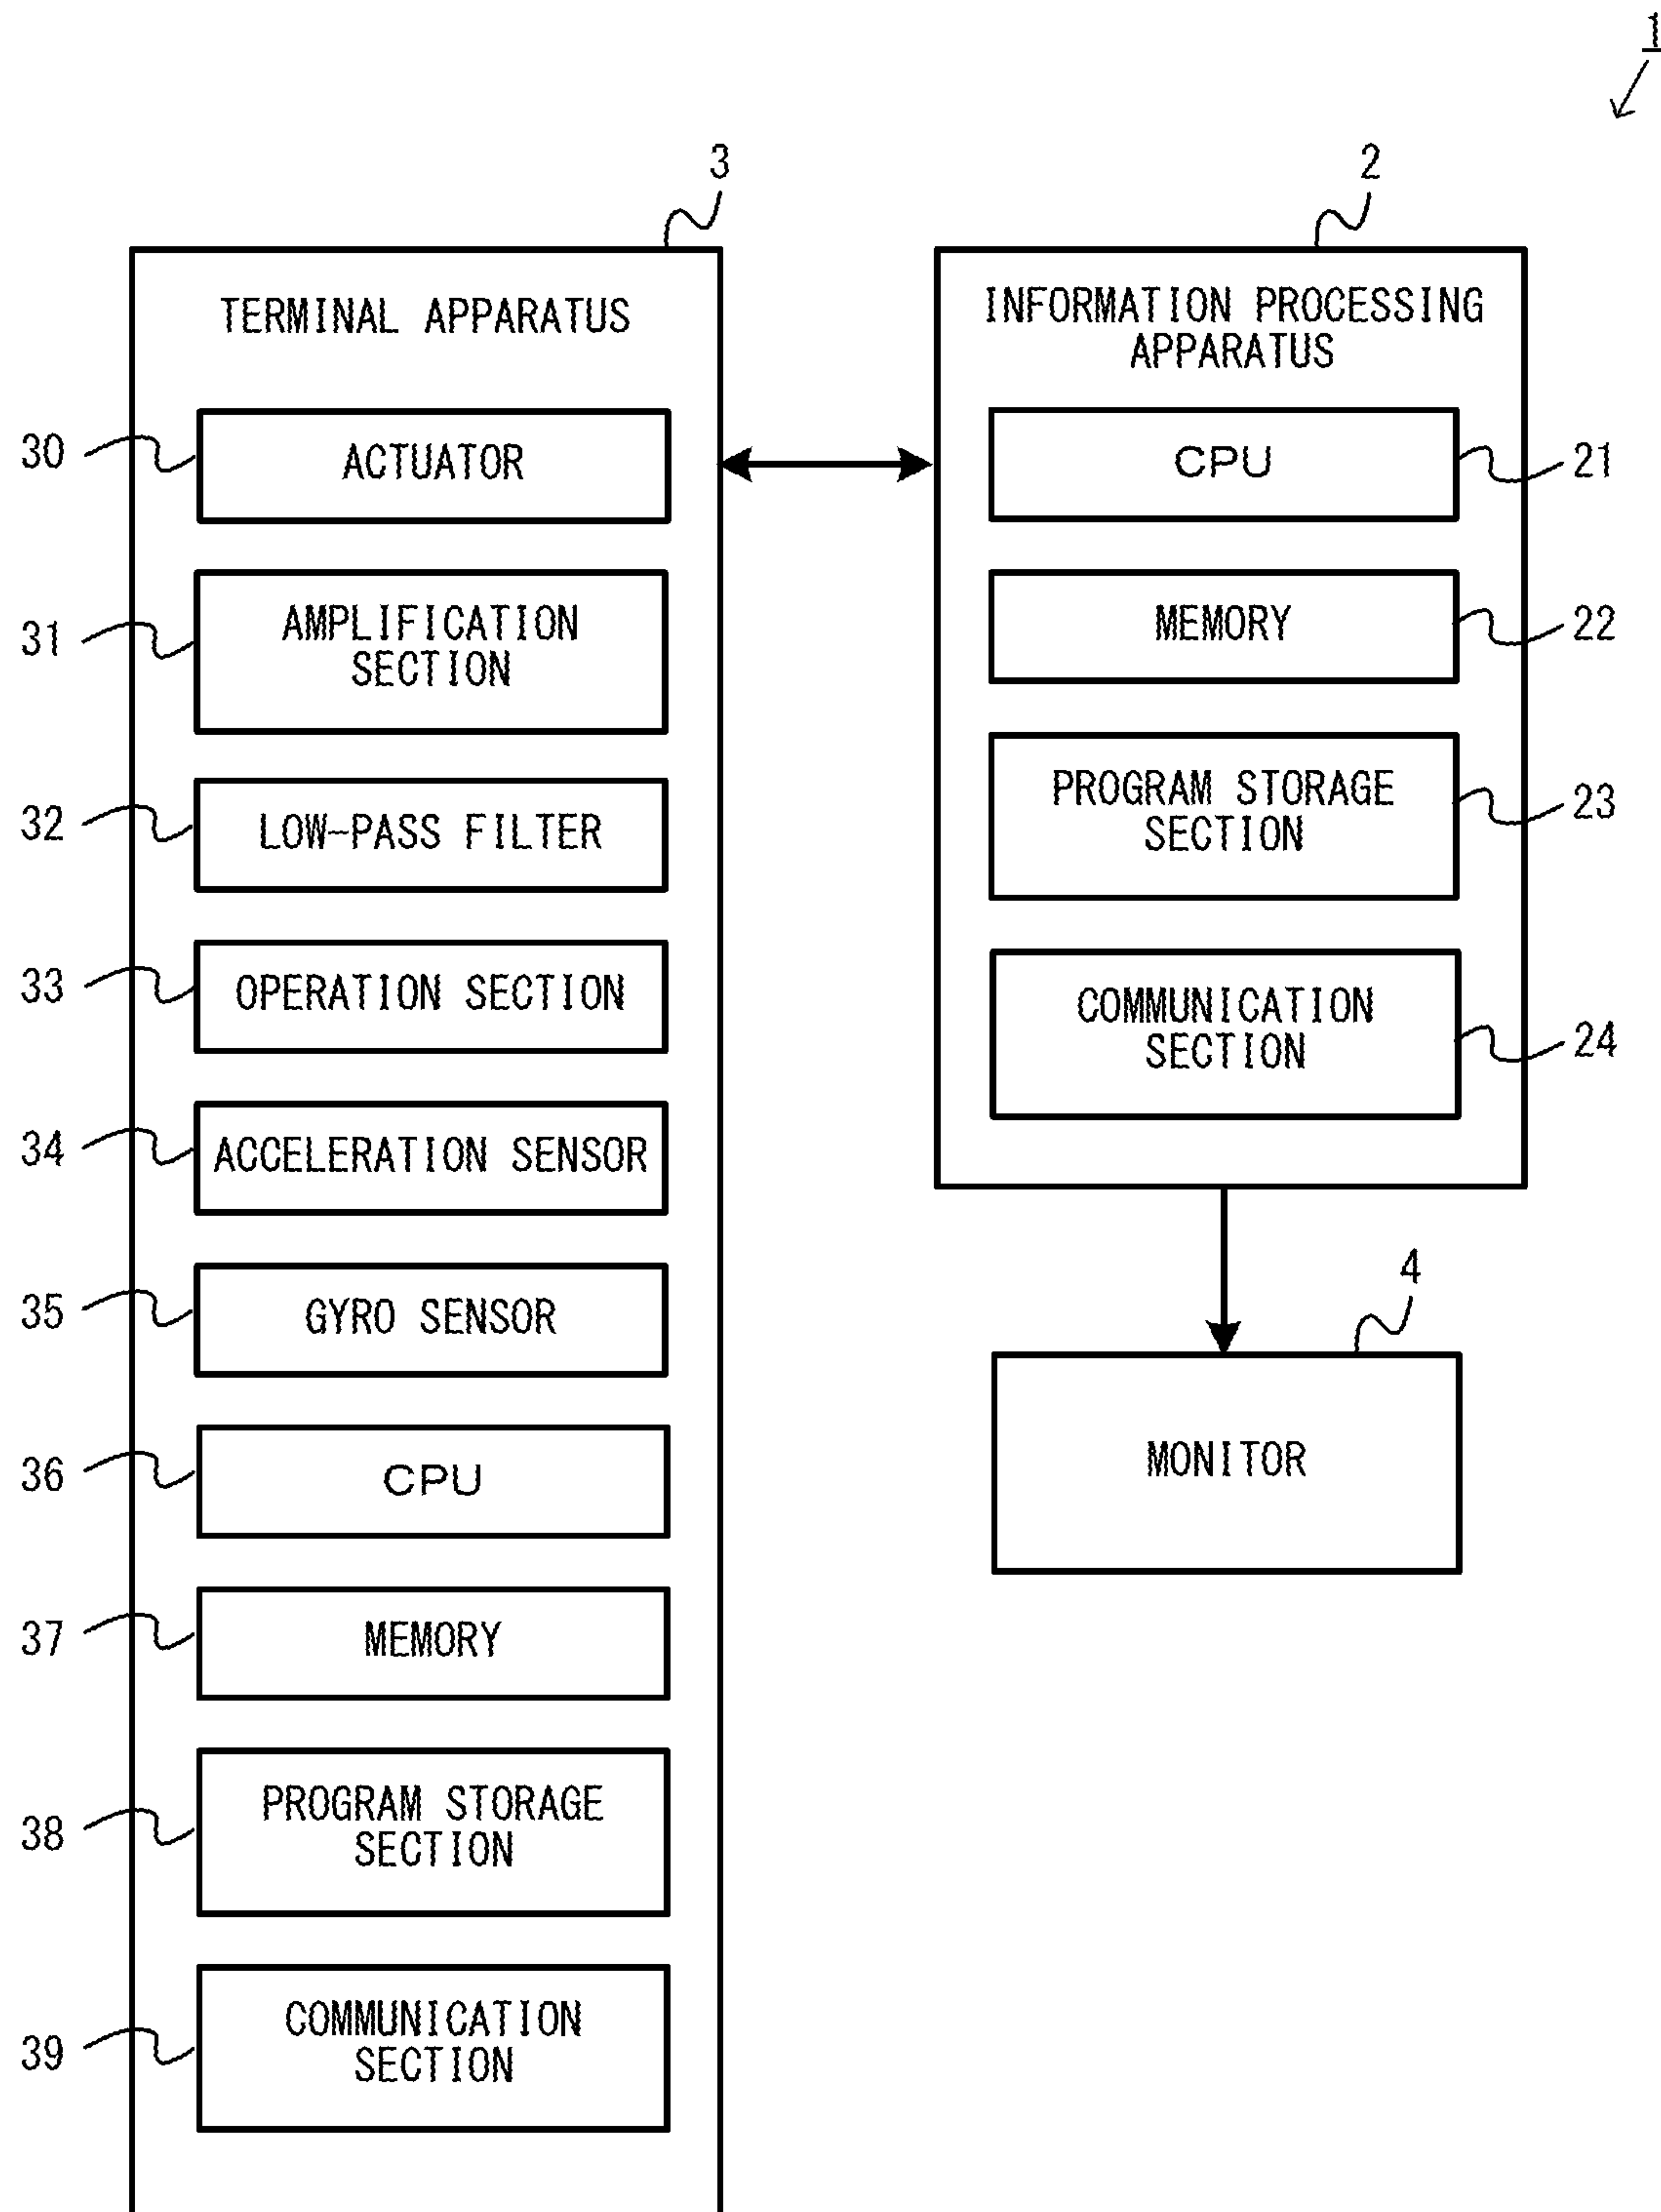 1
3
TERMINAL APPARATUS
30
ACTUATOR
31
AMPLIFICATION
SECTION
32
LOW-PASS FILTER
33
OPERATION SECTION
34
ACCELERATION SENSOR
35
GYRO SENSOR
36
CPU
37
MEMORY
38
PROGRAM STORAGE
SECTION
39
COMMUNICATION
SECTION
2
INFORMATION PROCESSING
APPARATUS
CPU
21
MEMORY
22
PROGRAM STORAGE
SECTION
23
COMMUNICATION
SECTION
24
4
MONITOR